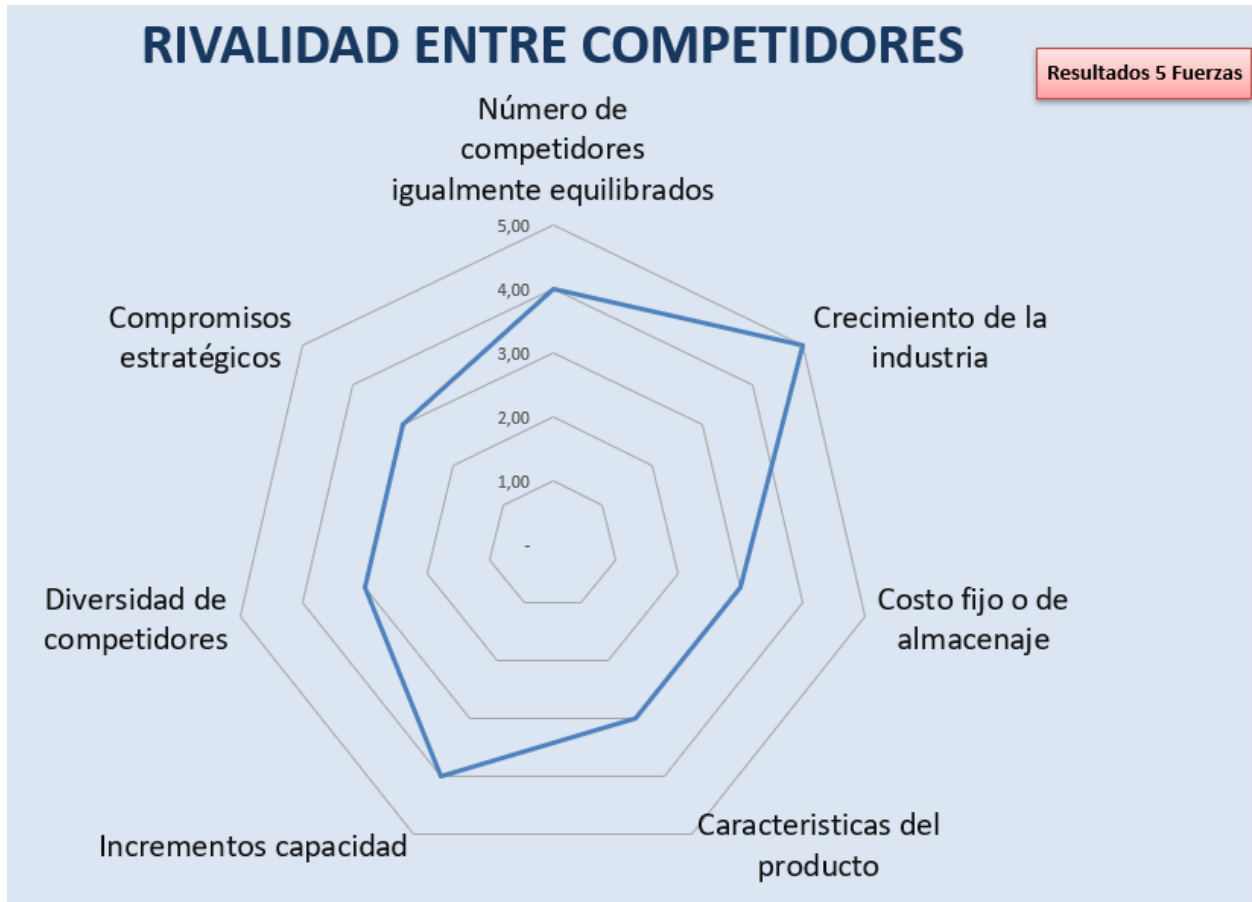 RIVALIDAD ENTRE COMPETIDORES
Resultados 5 Fuerzas
Número de
competidores
igualmente equilibrados
5,00
4,00
3,00
2,00
1,00
-
Crecimiento de la
industria
Costo fijo o de
almacenaje
Caracteristicas del
producto
Incrementos capacidad
Diversidad de
competidores
Compromisos
estratégicos